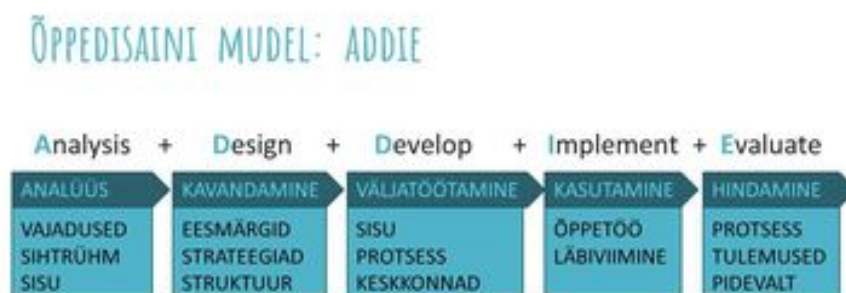 ÕPPEDISAINI MUDEL: ADDIE
Analysis + Design + Develop + Implement + Evaluate
ANALÜÜS KAVANDAMINE VÄLJATÖÖTAMINE KASUTAMINE HINDAMINE
VAJADUSED EESMÄRGID SISU ÕPPETÖÖ PROTSESS
SIHTRÜHM STRATEEGIAD PROTSESS LÄBIVIIMINE TULEMUSED
SISU STRUKTUUR KESKKONNAD PIDEVALT